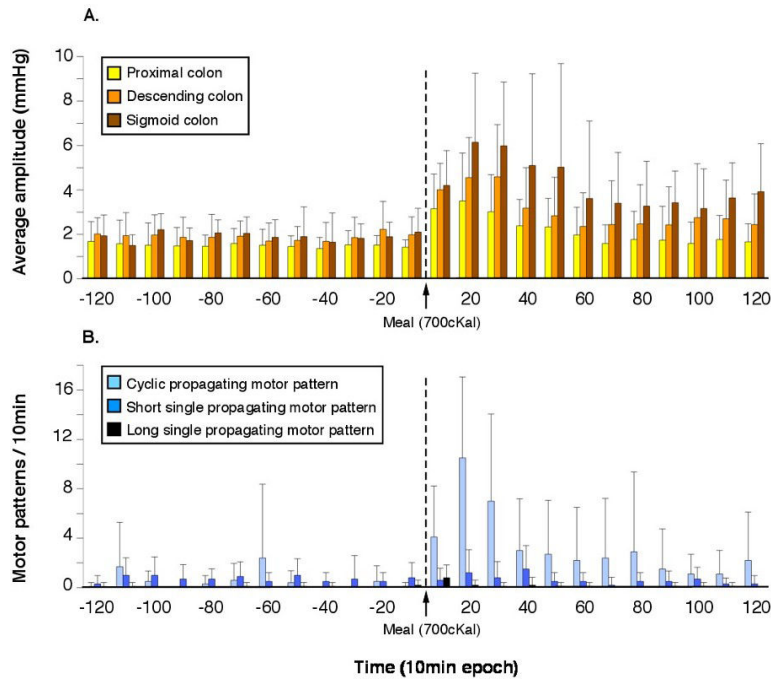 A.
Average amplitude (mmHg)
10
8
6
4
2
0
Proximal colon
Descending colon
Sigmoid colon
-120 -100 -80 -60 -40 -20 20 40 60 80 100 120
Meal (700cKal)
B.
Motor patterns / 10min
16
12
8
4
0
Cyclic propagating motor pattern
Short single propagating motor pattern
Long single propagating motor pattern
-120 -100 -80 -60 -40 -20 20 40 60 80 100 120
Meal (700cKal)
Time (10min epoch)